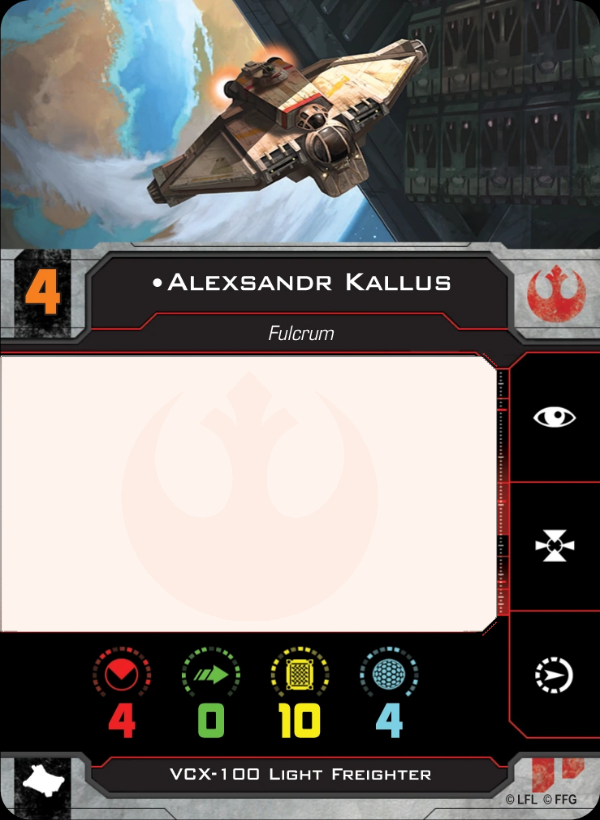 4
•Alexsandr Kallus
Fulcrum
4 0 10 4
VCX-100 Light Freighter
© LFL © FFG